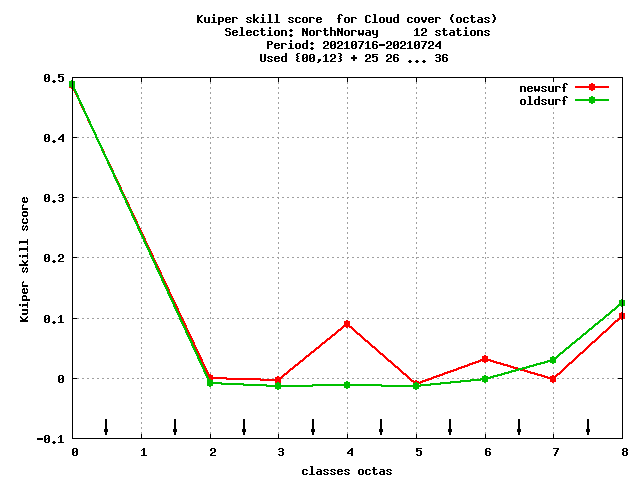 Kuiper skill score  for Cloud cover (octas)
Selection: NorthNorway     12 stations
Period: 20210716-20210724
Used {00,12} + 25 26 ... 36
newsurf
oldsurf
0.5
0.4
0.3
0.2
0.1
0
-0.1
Kuiper skill score
0 1 2 3 4 5 6 7 8
classes octas